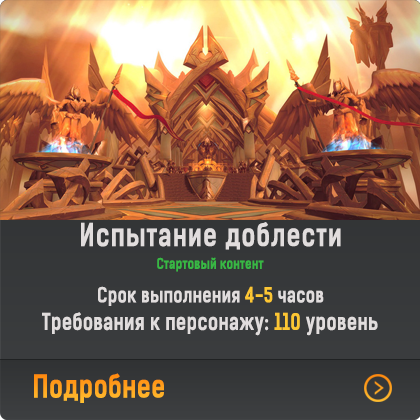 Испытание доблести
Стартовый контент
Срок выполнения 4-5 часов
Требования к персонажу: 110 уровень
Подробнее